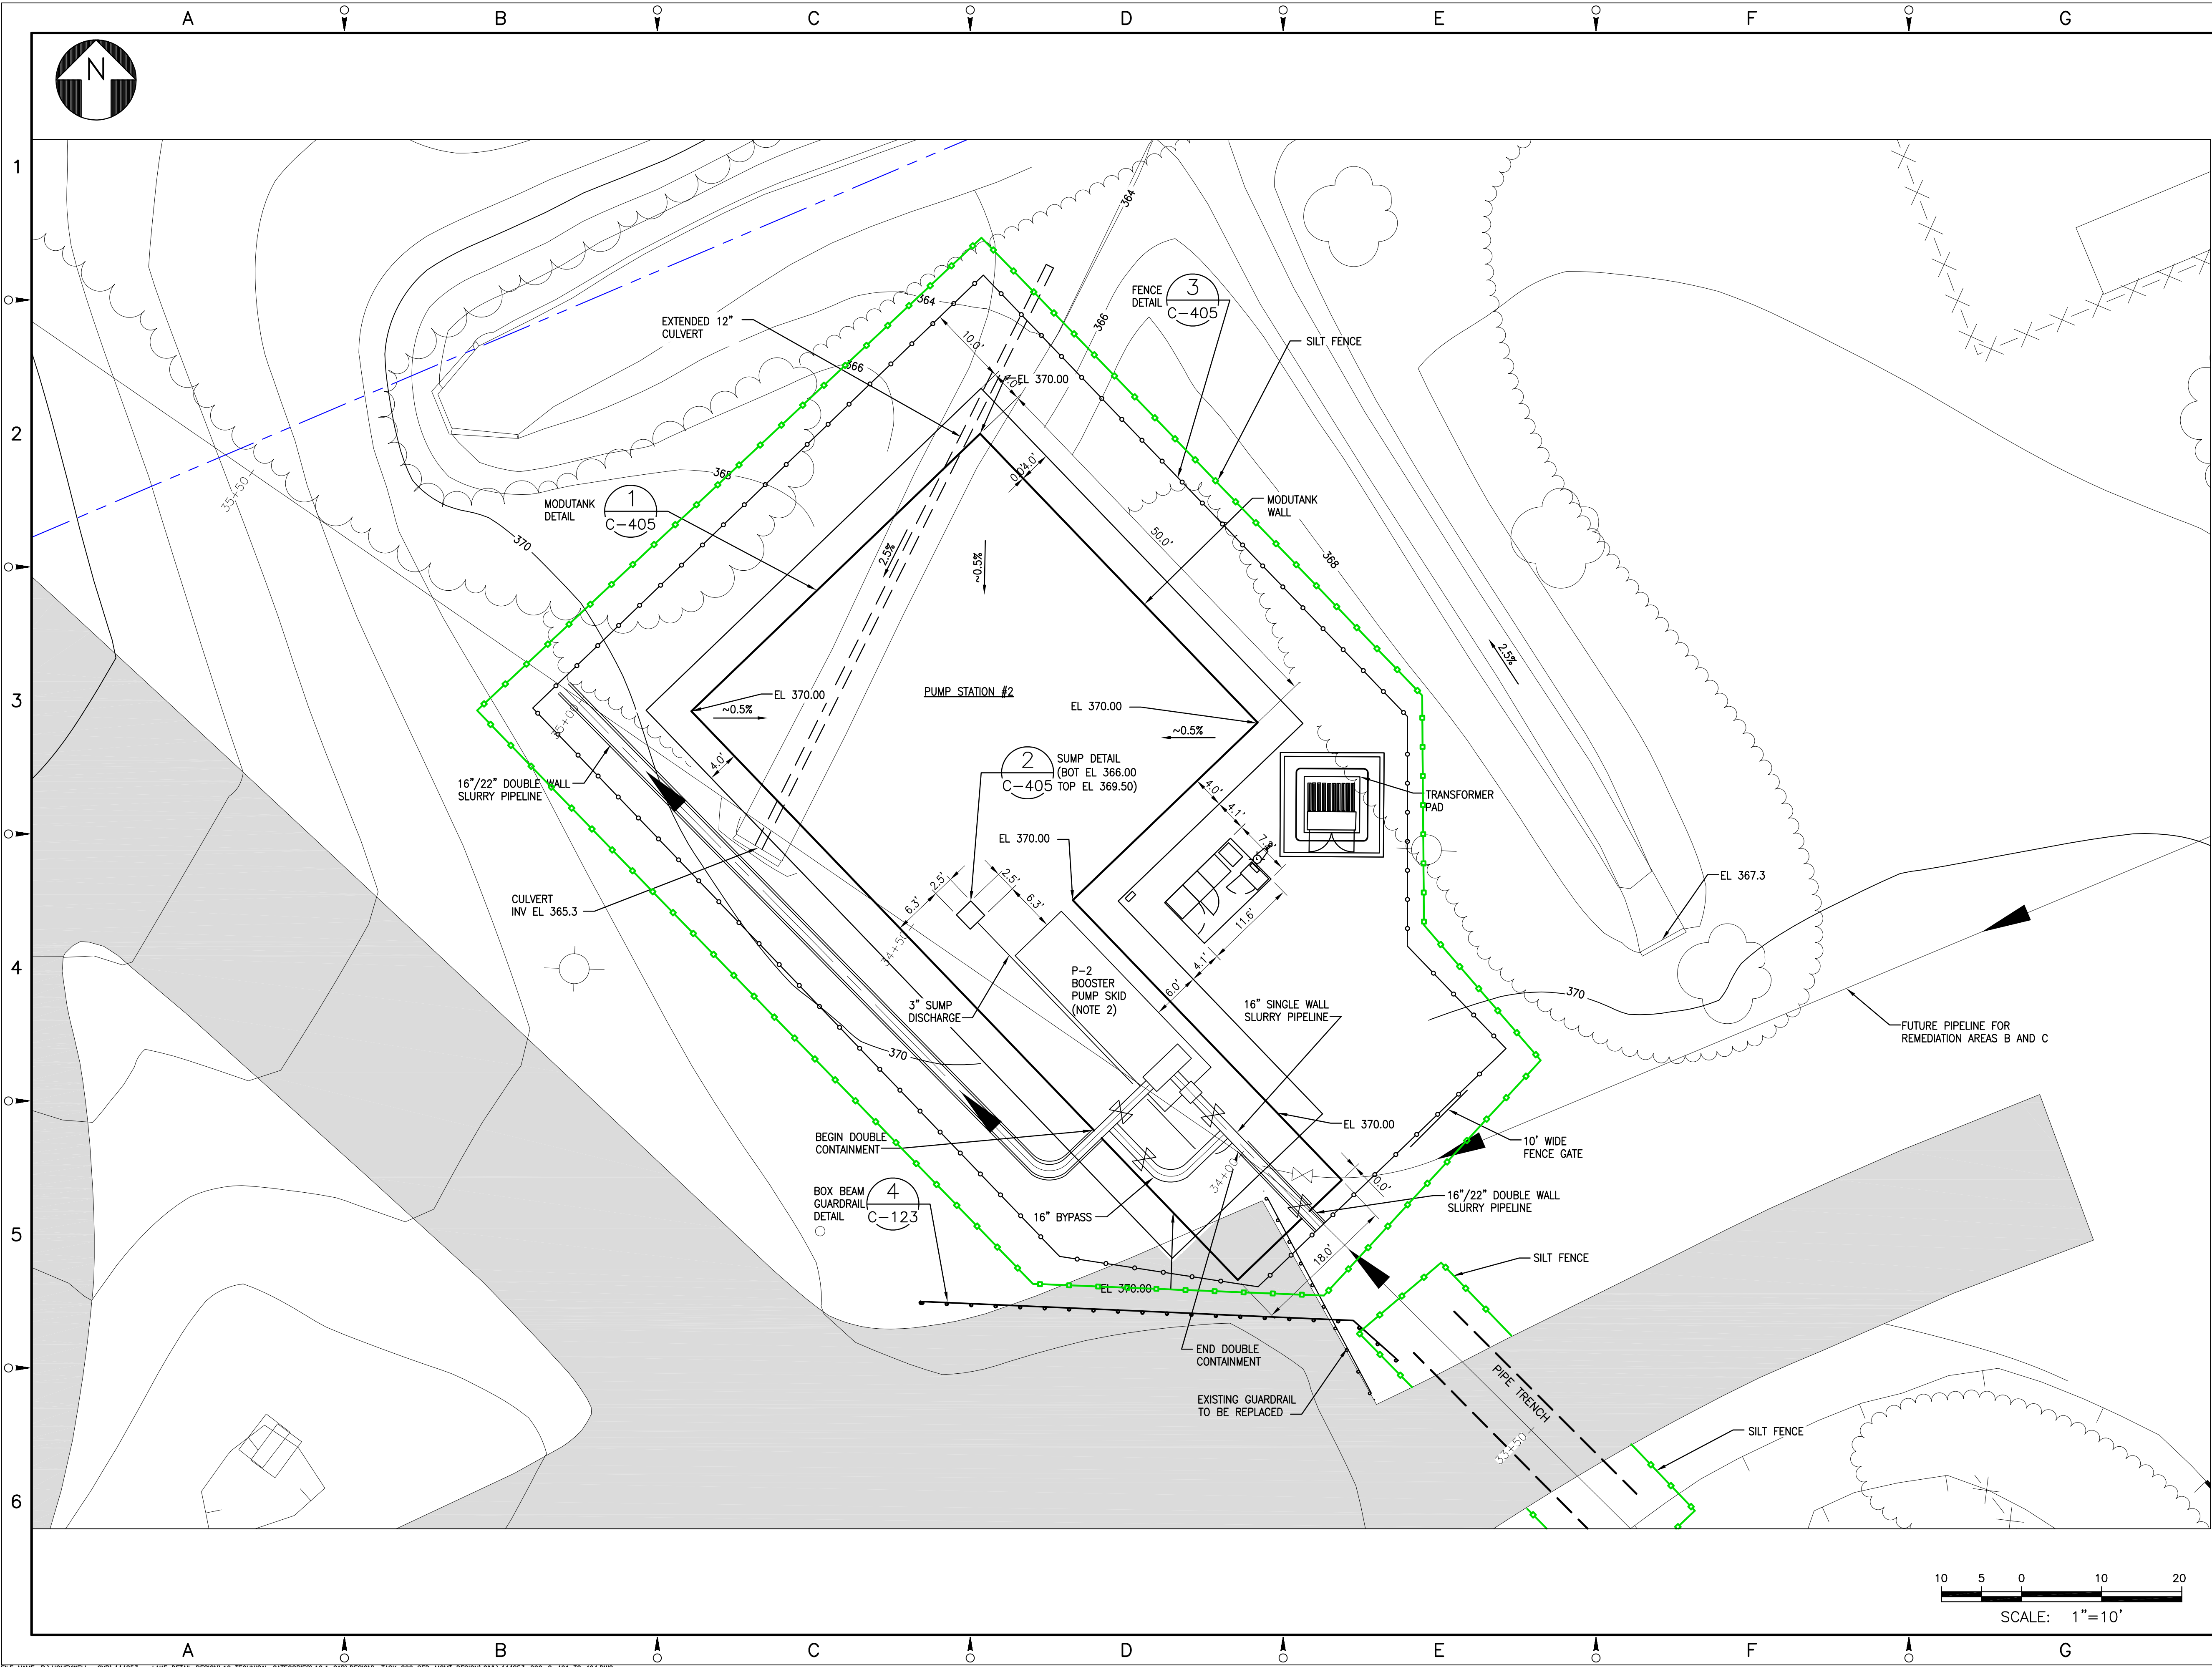 A B C D E F G
N
1
364
FENCE
DETAIL
3
C-405
364
366
EXTENDED 12"
CULVERT
SILT FENCE
10.0'
366
EL 370.00
2
35+50
368
MODUTANK
DETAIL
1
C-405
4.0'
MODUTANK
WALL
370
2.5%
~0.5%
50.0'
368
2.5%
3
35+00
EL 370.00
~0.5%
PUMP STATION #2
EL 370.00
~0.5%
4.0'
16"/22" DOUBLE WALL
SLURRY PIPELINE
2
C-405
SUMP DETAIL
(BOT EL 366.00
TOP EL 369.50)
4.0'
4.1'
TRANSFORMER
PAD
EL 370.00
CULVERT
INV EL 365.3
2.5'
2.5'
6.3'
6.3'
11.6'
EL 367.3
34+50
4
4.1'
6.0'
P-2
BOOSTER
PUMP SKID
(NOTE 2)
3" SUMP
DISCHARGE
16" SINGLE WALL
SLURRY PIPELINE
370
370
FUTURE PIPELINE FOR
REMEDIATION AREAS B AND C
BEGIN DOUBLE
CONTAINMENT
EL 370.00
10' WIDE
FENCE GATE
34+00
BOX BEAM
GUARDRAIL
DETAIL
4
C-123
16" BYPASS
16"/22" DOUBLE WALL
SLURRY PIPELINE
5
18.0'
SILT FENCE
EL 370.00
END DOUBLE
CONTAINMENT
EXISTING GUARDRAIL
TO BE REPLACED
PIPE TRENCH
33+50
SILT FENCE
6
10 5 0 10 20
SCALE: 1"=10'
A B C D E F G